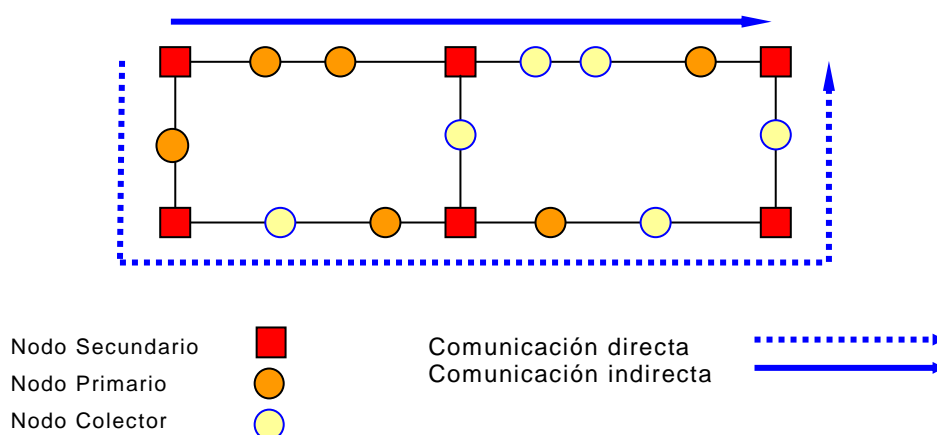 Nodo Secundario
Nodo Primario
Nodo Colector
Comunicación directa
Comunicación indirecta